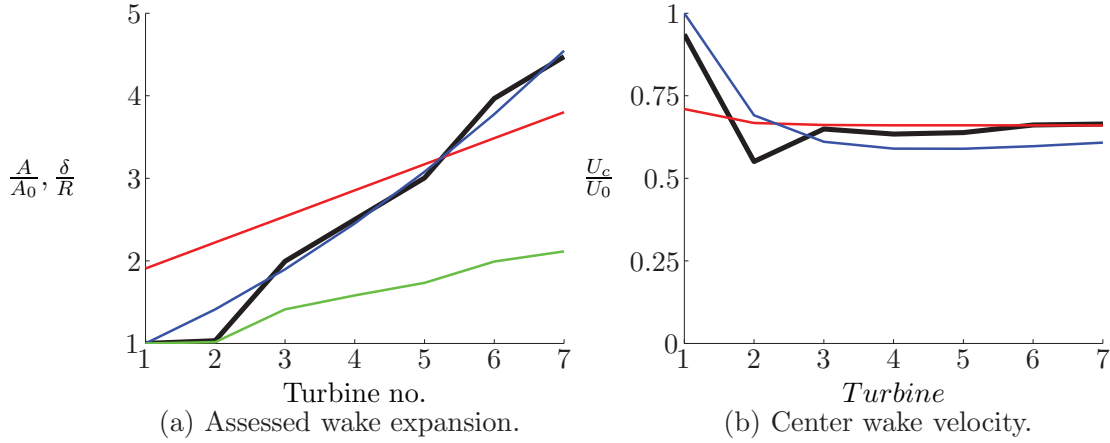 5
4
3
2
1
A/A₀, δ/R
1 2 3 4 5 6 7
Turbine no.
(a) Assessed wake expansion.
1
0.75
0.5
0.25
0
U_c/U₀
1 2 3 4 5 6 7
Turbine
(b) Center wake velocity.